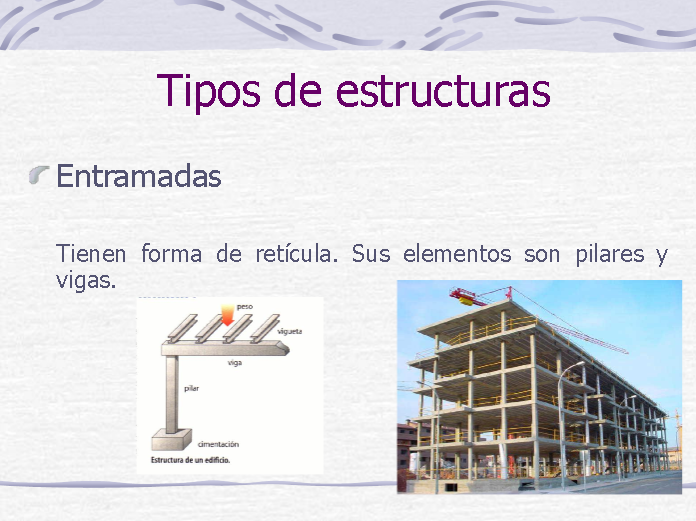 Tipos de estructuras
Entramadas
Tienen forma de retícula. Sus elementos son pilares y
vigas.
peso
vigueta
viga
pilar
cimentación
Estructura de un edificio.